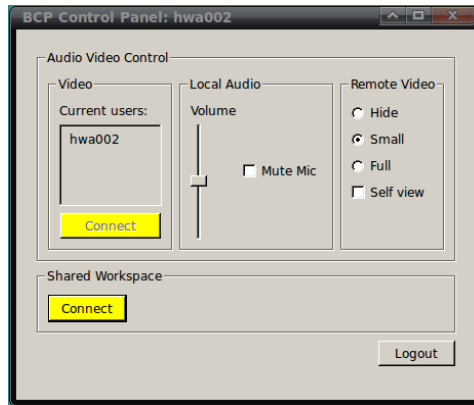 BCP Control Panel: hwa002
Audio Video Control
Video
Current users:
hwa002
Connect
Local Audio
Volume
Mute Mic
Remote Video
Hide
Small
Full
Self view
Shared Workspace
Connect
Logout